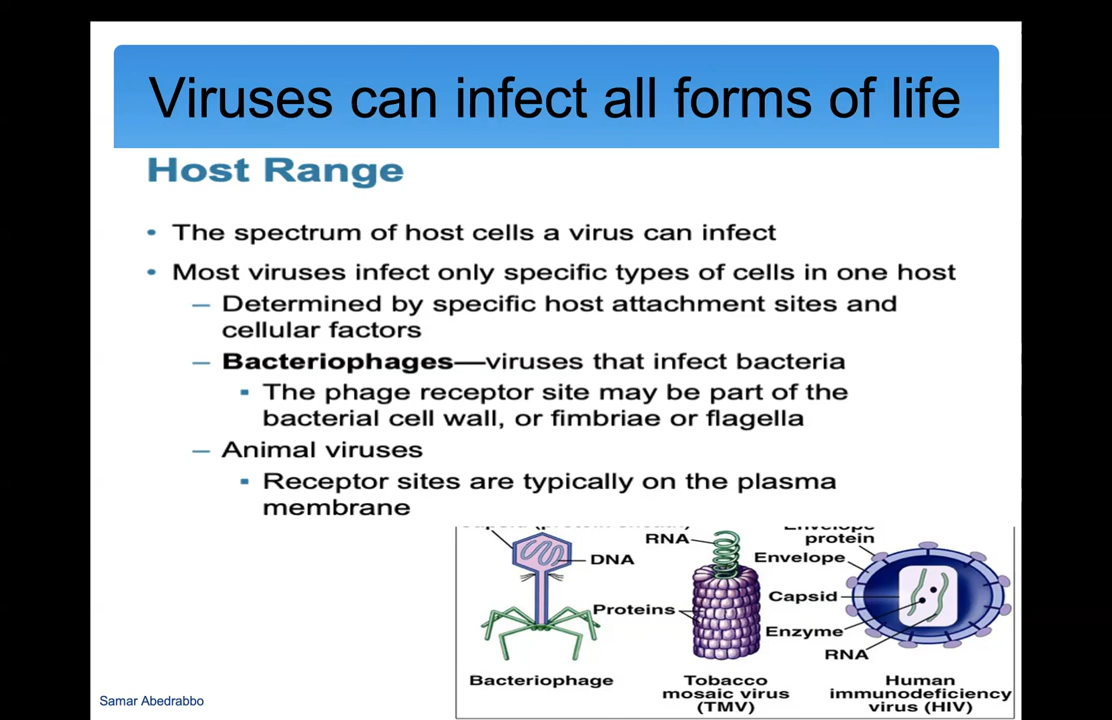 Viruses can infect all forms of life
Host Range
• The spectrum of host cells a virus can infect
• Most viruses infect only specific types of cells in one host
– Determined by specific host attachment sites and
cellular factors
– Bacteriophages—viruses that infect bacteria
▪ The phage receptor site may be part of the
bacterial cell wall, or fimbriae or flagella
– Animal viruses
▪ Receptor sites are typically on the plasma
membrane
DNA
Bacteriophage
RNA
Proteins
Tobacco
mosaic virus
(TMV)
Envelope
protein
Envelope
Capsid
Enzyme
RNA
Human
immunodeficiency
virus (HIV)
Samar Abedrabbo